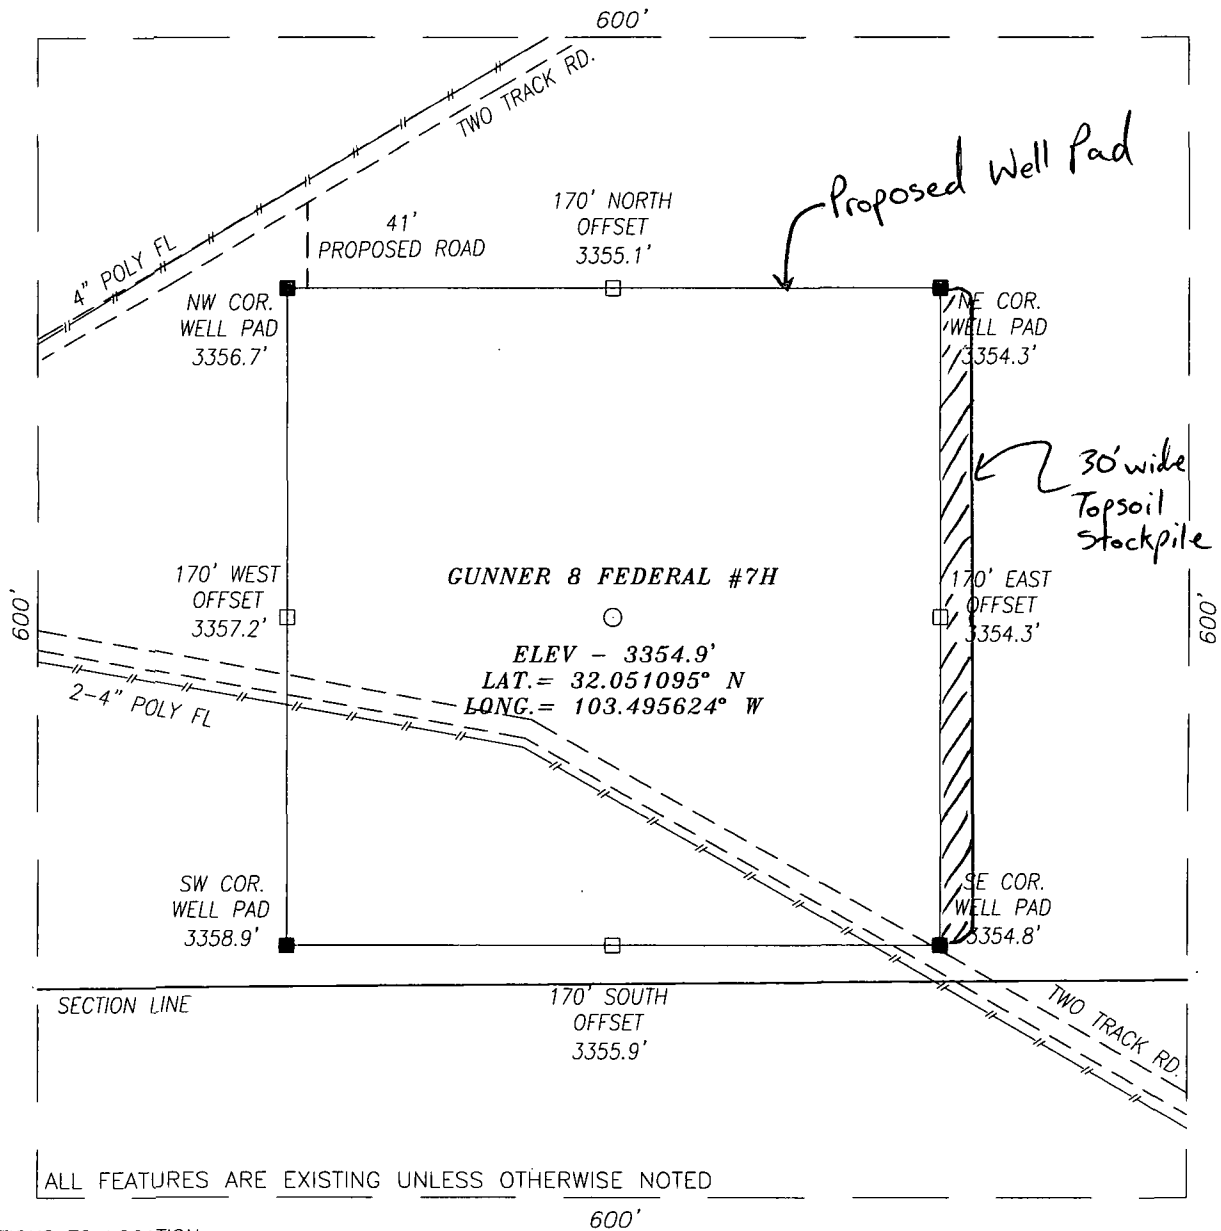 600'
TWO TRACK RD.
Proposed Well Pad
4" POLY FL
41'
PROPOSED ROAD
170' NORTH
OFFSET
3355.1'
NW COR.
WELL PAD
3356.7'
NE COR.
WELL PAD
3354.3'
30' wide
Topsoil
Stockpile
600'
170' WEST
OFFSET
3357.2'
GUNNER 8 FEDERAL #7H
ELEV - 3354.9'
LAT.= 32.051095° N
LONG.= 103.495624° W
170' EAST
OFFSET
3354.3'
600'
2-4" POLY FL
SW COR.
WELL PAD
3358.9'
SE COR.
WELL PAD
3354.8'
SECTION LINE
170' SOUTH
OFFSET
3355.9'
TWO TRACK RD.
ALL FEATURES ARE EXISTING UNLESS OTHERWISE NOTED
600'